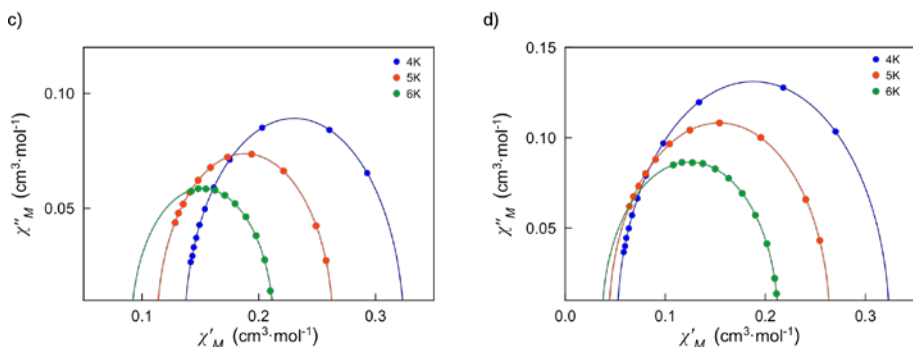 c)
4K
5K
6K
0.10
0.05
χ″M (cm³·mol⁻¹)
0.1 0.2 0.3
χ′M (cm³·mol⁻¹)
d)
4K
5K
6K
0.15
0.10
0.05
χ″M (cm³·mol⁻¹)
0.0 0.1 0.2 0.3
χ′M (cm³·mol⁻¹)